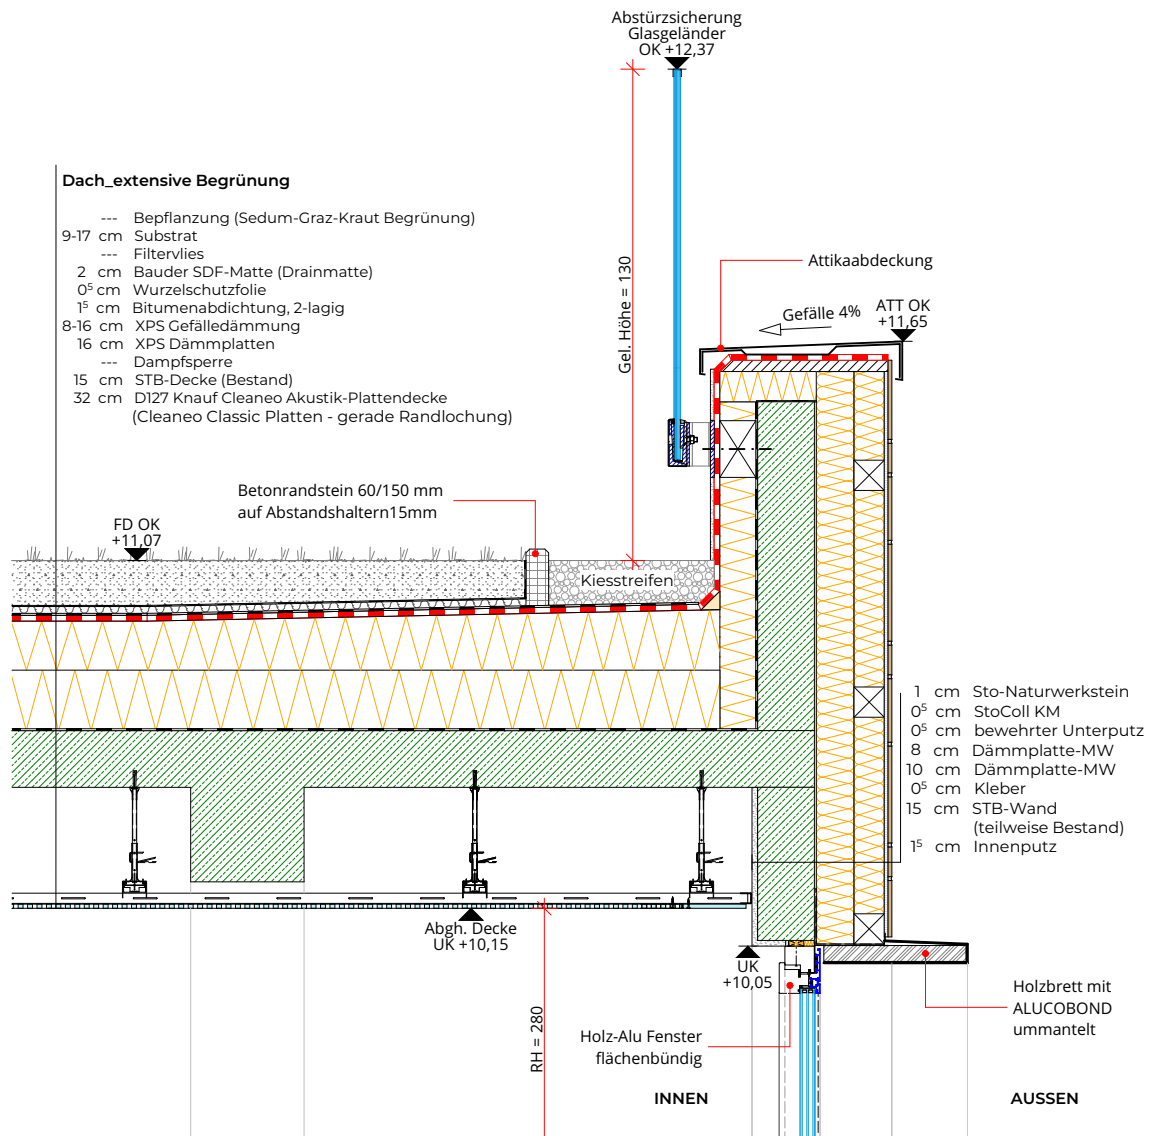 Abstürzsicherung
Glasgeländer
OK +12,37
Dach_extensive Begrünung
--- Bepflanzung (Sedum-Graz-Kraut Begrünung)
9-17 cm Substrat
--- Filtervlies
2 cm Bauder SDF-Matte (Drainmatte)
0⁵ cm Wurzelschutzfolie
1⁵ cm Bitumenabdichtung, 2-lagig
8-16 cm XPS Gefälledämmung
16 cm XPS Dämmplatten
--- Dampfsperre
15 cm STB-Decke (Bestand)
32 cm D127 Knauf Cleaneo Akustik-Plattendecke
(Cleaneo Classic Platten - gerade Randlochung)
Gel. Höhe = 130
Attikaabdeckung
Gefälle 4%
ATT OK
+11,65
Betonrandstein 60/150 mm
auf Abstandshaltern15mm
FD OK
+11,07
Kiesstreifen
1 cm Sto-Naturwerkstein
0⁵ cm StoColl KM
0⁵ cm bewehrter Unterputz
8 cm Dämmplatte-MW
10 cm Dämmplatte-MW
0⁵ cm Kleber
15 cm STB-Wand
(teilweise Bestand)
1⁵ cm Innenputz
Abgh. Decke
UK +10,15
UK
+10,05
RH = 280
Holz-Alu Fenster
flächenbündig
Holzbrett mit
ALUCOBOND
ummantelt
INNEN
AUSSEN